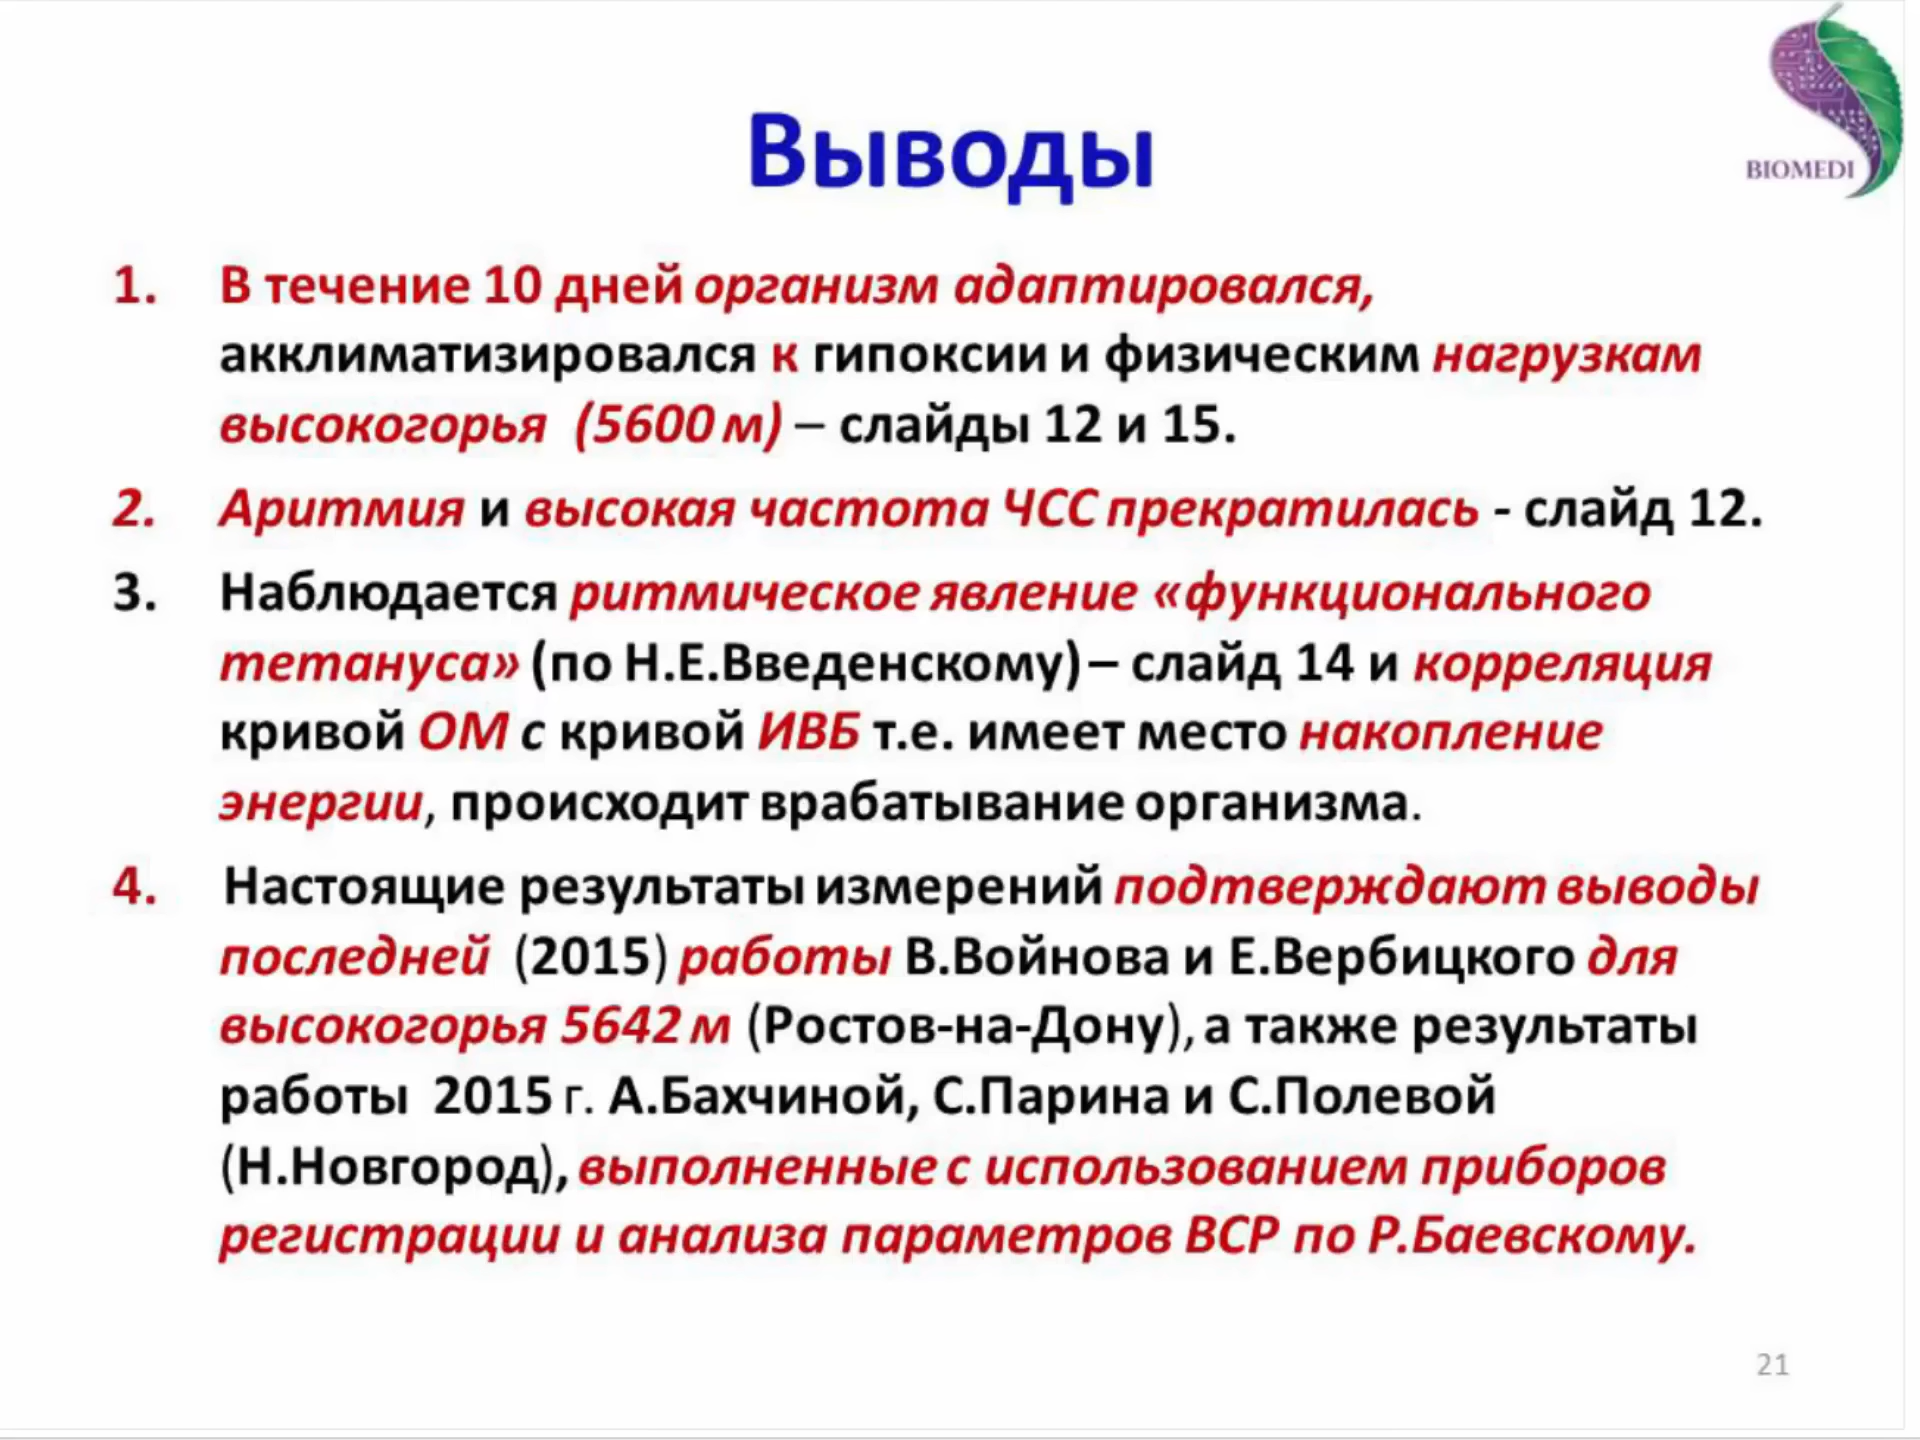 BIOMEDI
Выводы
1. В течение 10 дней организм адаптировался,
акклиматизировался к гипоксии и физическим нагрузкам
высокогорья (5600 м) – слайды 12 и 15.
2. Аритмия и высокая частота ЧСС прекратилась - слайд 12.
3. Наблюдается ритмическое явление «функционального
тетануса» (по Н.Е.Введенскому) – слайд 14 и корреляция
кривой ОМ с кривой ИВБ т.е. имеет место накопление
энергии, происходит врабатывание организма.
4. Настоящие результаты измерений подтверждают выводы
последней (2015) работы В.Войнова и Е.Вербицкого для
высокогорья 5642 м (Ростов-на-Дону), а также результаты
работы 2015 г. А.Бахчиной, С.Парина и С.Полевой
(Н.Новгород), выполненные с использованием приборов
регистрации и анализа параметров ВСР по Р.Баевскому.
21